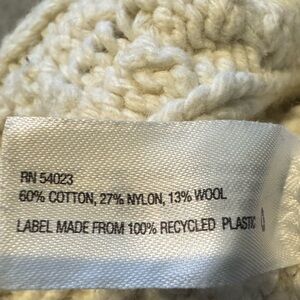 RN 54023
60% COTTON, 27% NYLON, 13% WOOL
LABEL MADE FROM 100% RECYCLED PLASTIC